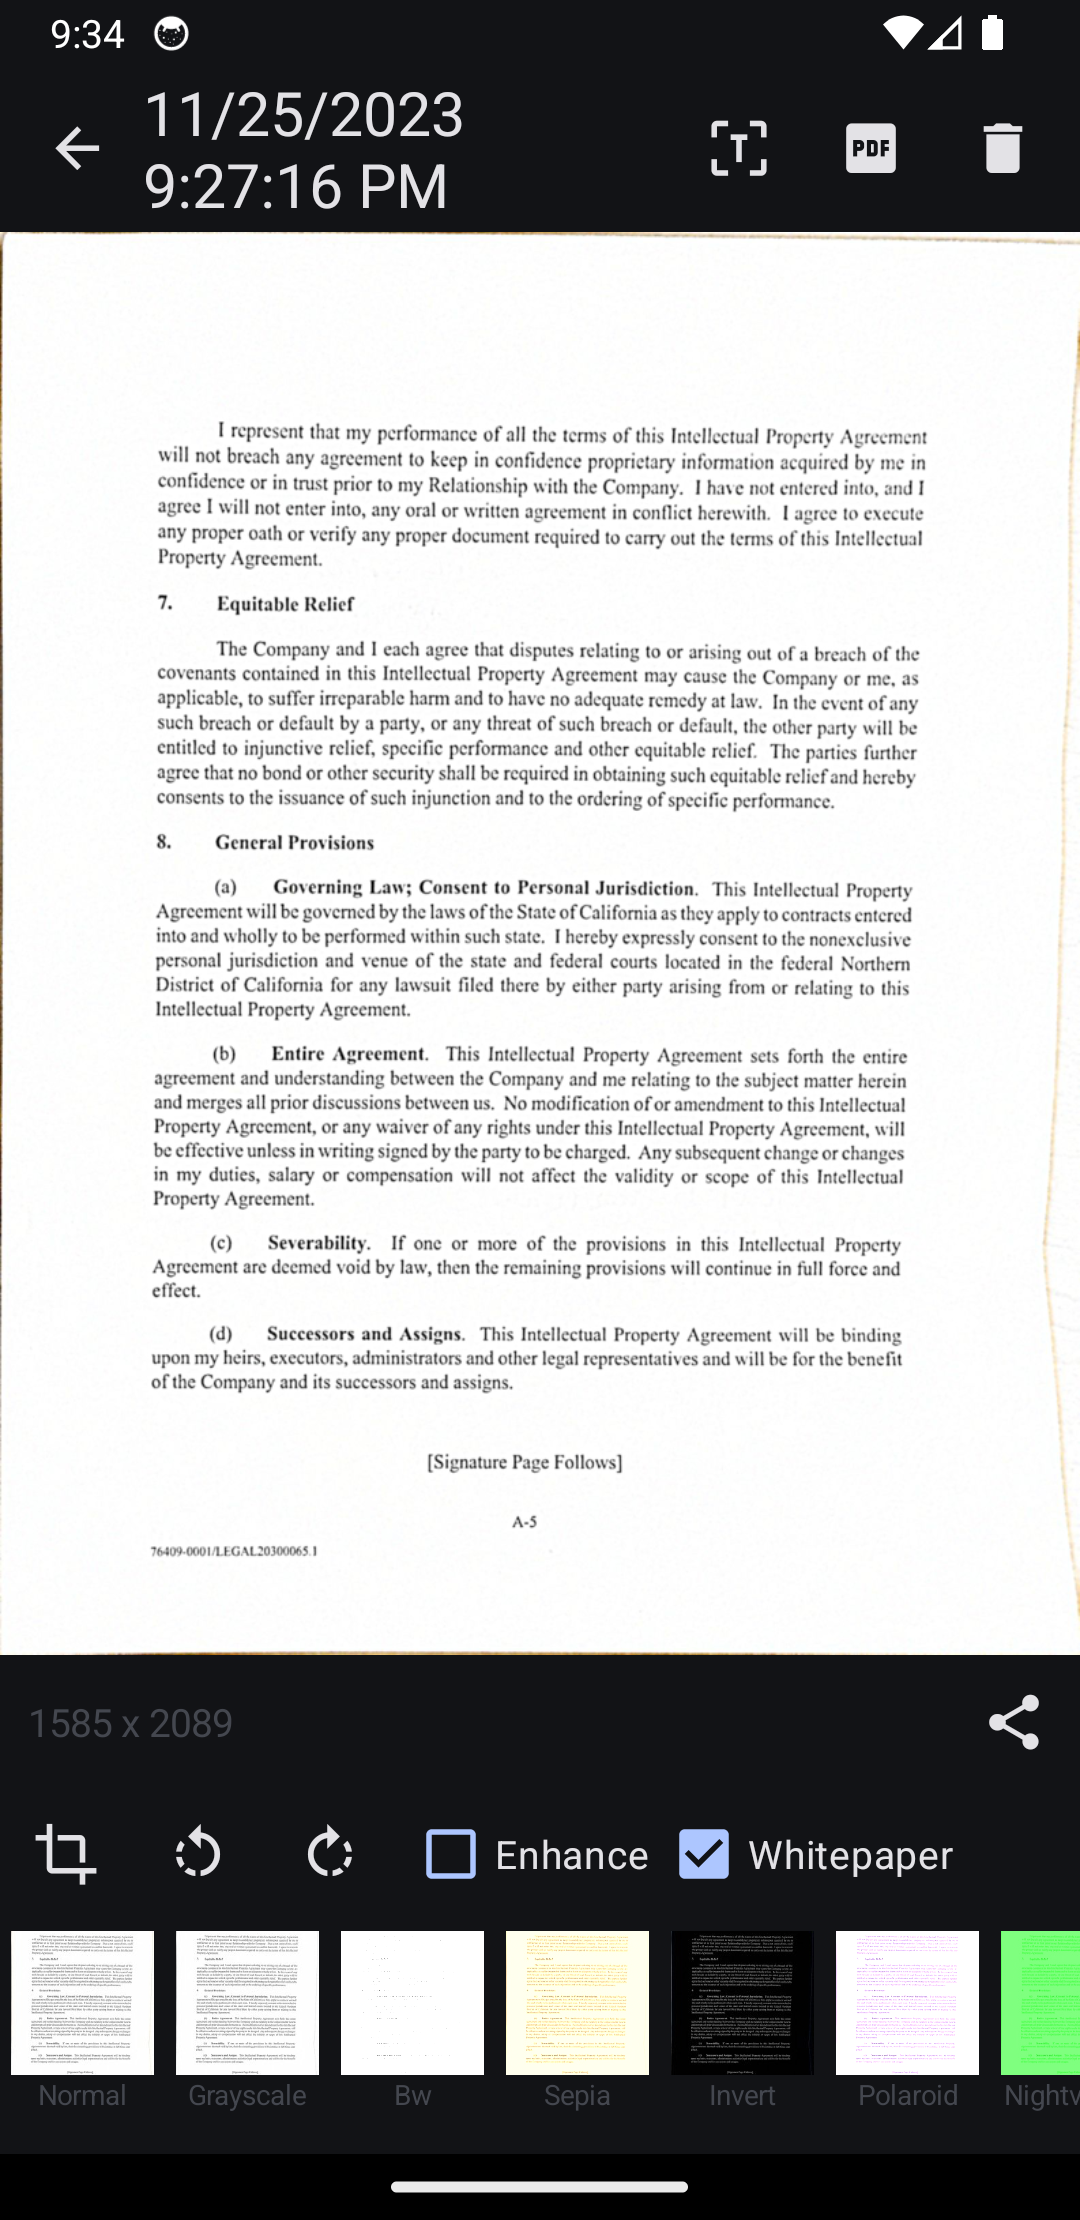 9:34
11/25/2023
9:27:16 PM
PDF
I represent that my performance of all the terms of this Intellectual Property Agreement
will not breach any agreement to keep in confidence proprietary information acquired by me in
confidence or in trust prior to my Relationship with the Company. I have not entered into, and I
agree I will not enter into, any oral or written agreement in conflict herewith. I agree to execute
any proper oath or verify any proper document required to carry out the terms of this Intellectual
Property Agreement.
7. Equitable Relief
The Company and I each agree that disputes relating to or arising out of a breach of the
covenants contained in this Intellectual Property Agreement may cause the Company or me, as
applicable, to suffer irreparable harm and to have no adequate remedy at law. In the event of any
such breach or default by a party, or any threat of such breach or default, the other party will be
entitled to injunctive relief, specific performance and other equitable relief. The parties further
agree that no bond or other security shall be required in obtaining such equitable relief and hereby
consents to the issuance of such injunction and to the ordering of specific performance.
8. General Provisions
(a) Governing Law; Consent to Personal Jurisdiction. This Intellectual Property
Agreement will be governed by the laws of the State of California as they apply to contracts entered
into and wholly to be performed within such state. I hereby expressly consent to the nonexclusive
personal jurisdiction and venue of the state and federal courts located in the federal Northern
District of California for any lawsuit filed there by either party arising from or relating to this
Intellectual Property Agreement.
(b) Entire Agreement. This Intellectual Property Agreement sets forth the entire
agreement and understanding between the Company and me relating to the subject matter herein
and merges all prior discussions between us. No modification of or amendment to this Intellectual
Property Agreement, or any waiver of any rights under this Intellectual Property Agreement, will
be effective unless in writing signed by the party to be charged. Any subsequent change or changes
in my duties, salary or compensation will not affect the validity or scope of this Intellectual
Property Agreement.
(c) Severability. If one or more of the provisions in this Intellectual Property
Agreement are deemed void by law, then the remaining provisions will continue in full force and
effect.
(d) Successors and Assigns. This Intellectual Property Agreement will be binding
upon my heirs, executors, administrators and other legal representatives and will be for the benefit
of the Company and its successors and assigns.
[Signature Page Follows]
A-5
76409-0001/LEGAL20300065.1
1585 x 2089
Enhance Whitepaper
Normal Grayscale Bw Sepia Invert Polaroid Nightv